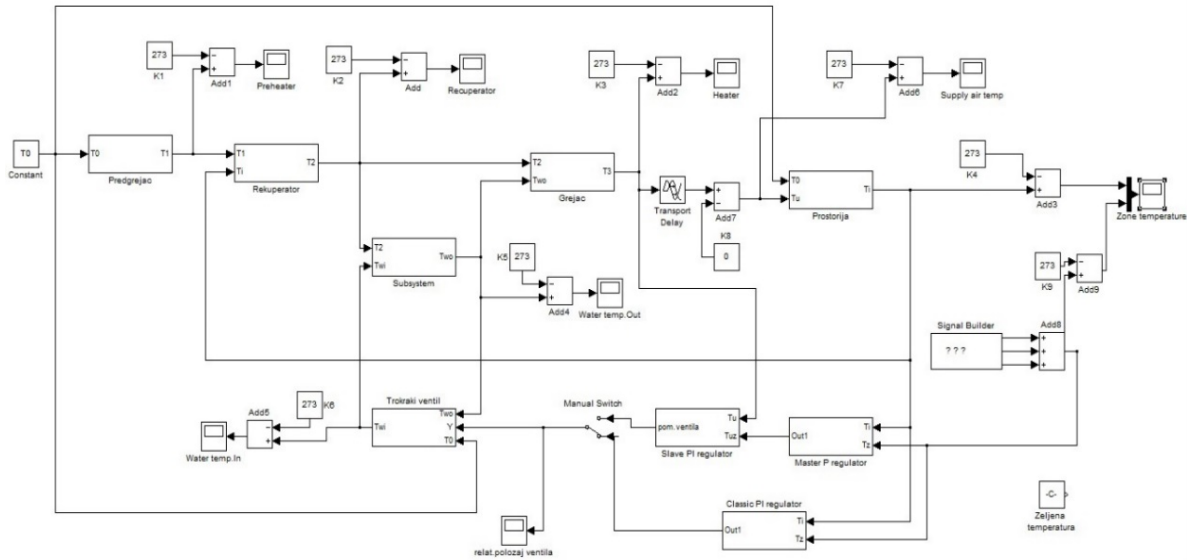 273
K1
Add1
Preheater
273
K2
Add
Recuperator
273
K3
Add2
Heater
273
K7
Add6
Supply air temp
T0
Constant
T0
T1
Predgrejac
T1
Ti
T2
Rekuperator
T2
Two
T3
Grejac
Transport
Delay
Add7
K8
0
T0
Tu
Ti
Prostorija
273
K4
Add3
Zone temperature
T2
Twi
Two
Subsystem
K5
273
Add4
Water temp.Out
273
K9
Add9
Signal Builder
? ? ?
Add8
Add5
273
K6
Water temp.In
Trokraki ventil
Two
Twi
Y
T0
Manual Switch
pom. ventila
Tu
Tuz
Slave PI regulator
Out1
Ti
Tz
Master P regulator
Classic PI regulator
Out1
Ti
Tz
relat.polozaj ventila
-C-
Zeljena
temperatura